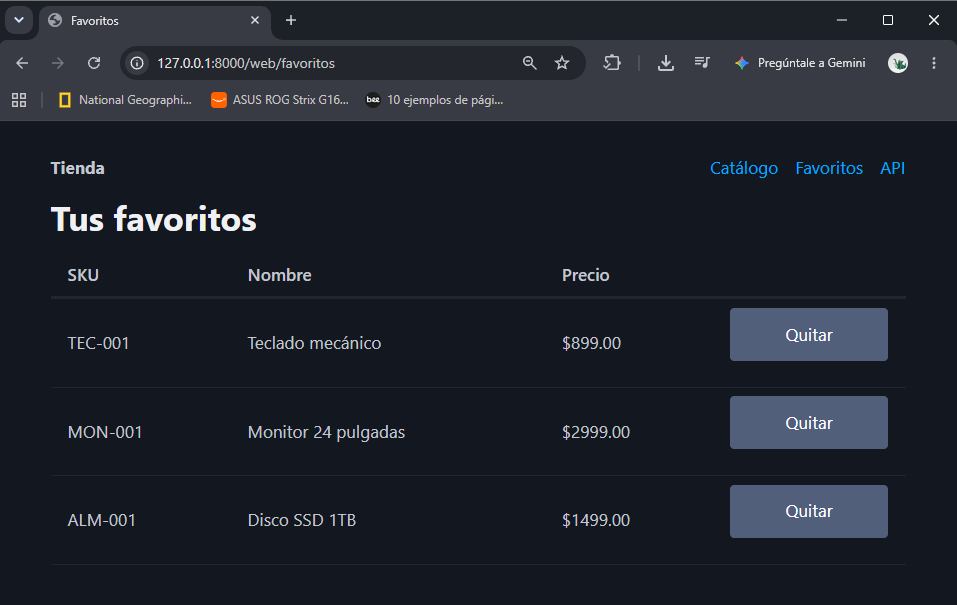 Favoritos
127.0.0.1:8000/web/favoritos
Pregúntale a Gemini
National Geographi...
ASUS ROG Strix G16...
bee
10 ejemplos de pági...
Tienda
Catálogo Favoritos API
Tus favoritos
SKU Nombre Precio
TEC-001 Teclado mecánico $899.00 Quitar
MON-001 Monitor 24 pulgadas $2999.00 Quitar
ALM-001 Disco SSD 1TB $1499.00 Quitar